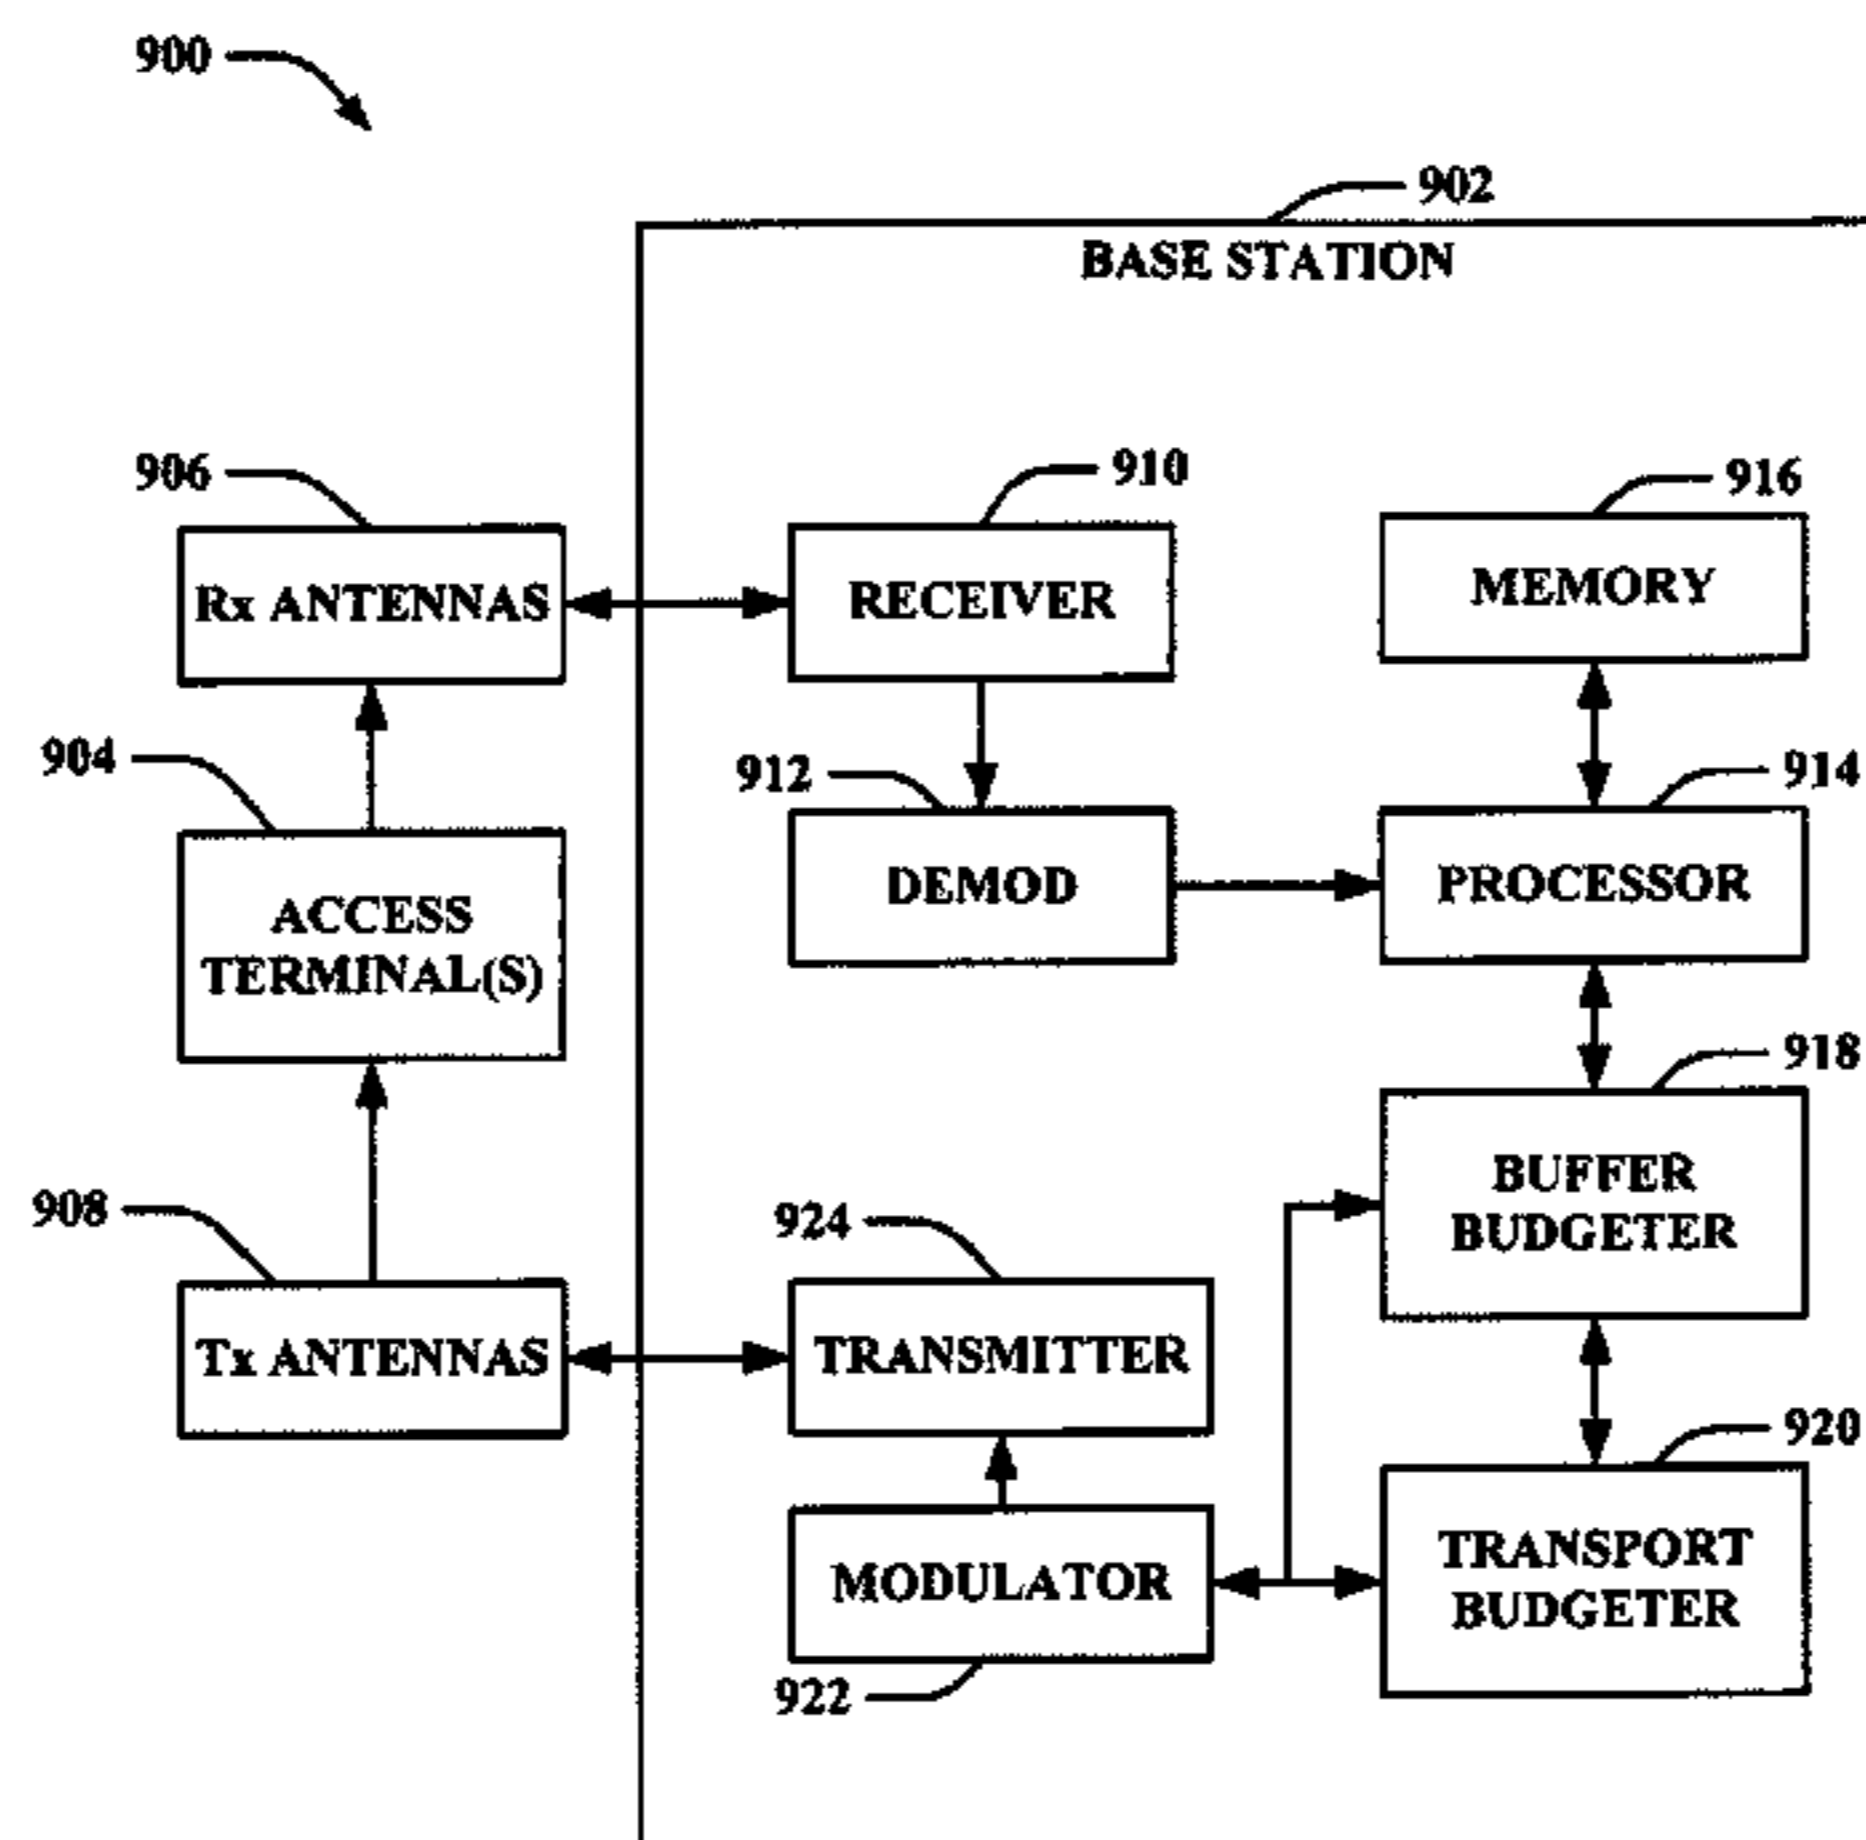 900
902
BASE STATION
906
910
916
Rx ANTENNAS
RECEIVER
MEMORY
904
912
914
ACCESS
TERMINAL(S)
DEMOD
PROCESSOR
918
908
924
BUFFER
BUDGETER
Tx ANTENNAS
TRANSMITTER
920
MODULATOR
TRANSPORT
BUDGETER
922